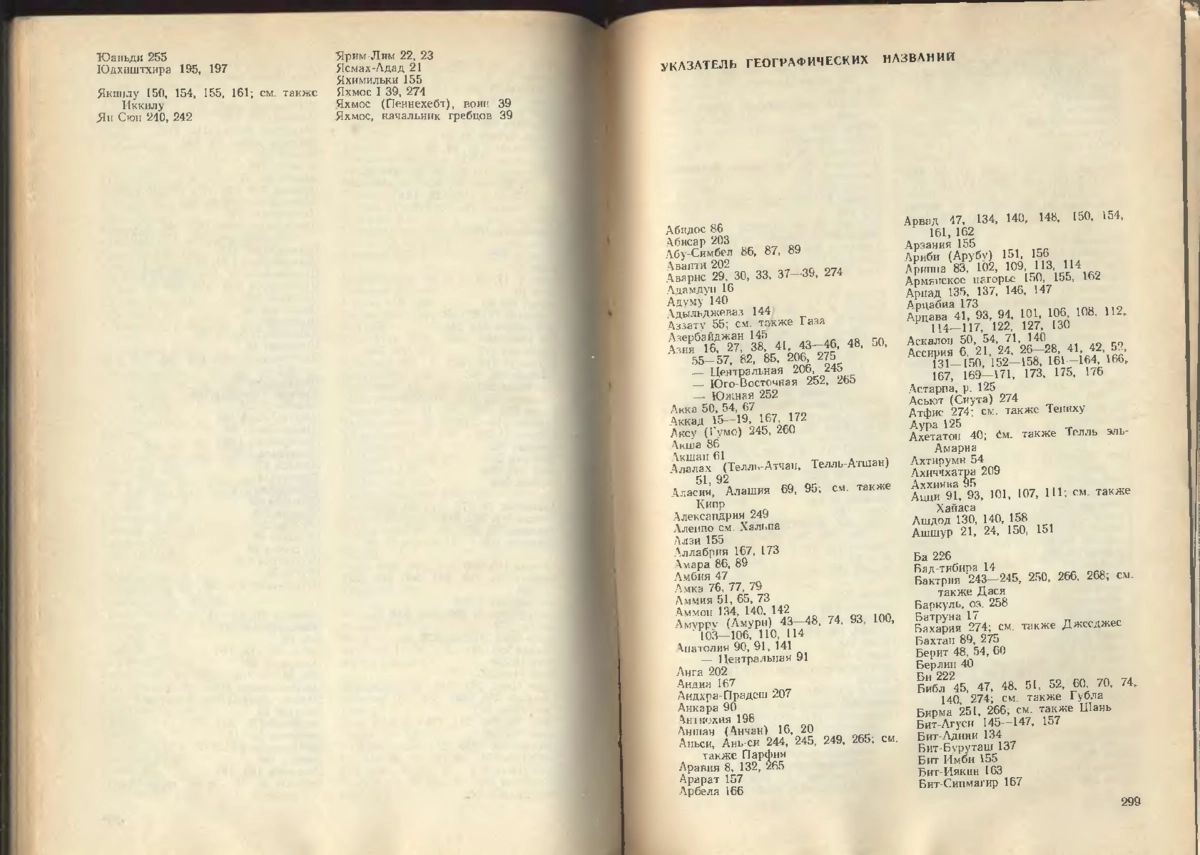 Юаньди 255
Юдхиштхира 195, 197
Якинлу 150, 154, 155, 161; см. также
Иккилу
Ян Сюн 240, 242
Ярим-Лим 22, 23
Ясмах-Адад 21
Яхимильки 155
Яхмос I 39, 274
Яхмос (Пеннехебт), воин 39
Яхмос, начальник гребцов 39
УКАЗАТЕЛЬ ГЕОГРАФИЧЕСКИХ НАЗВАНИЙ
Абидос 86
Абисар 203
Абу-Симбел 86, 87, 89
Аванти 202
Аварис 29, 30, 33, 37—39, 274
Адамдун 16
Адуму 140
Адыльджеваз 144
Аззату 55; см. также Газа
Азербайджан 145
Азия 16, 27, 38, 41, 43—46, 48, 50,
55—57, 82, 85, 206, 275
— Центральная 206, 245
— Юго-Восточная 252, 265
— Южная 252
Акка 50, 54, 67
Аккад 15—19, 167, 172
Аксу (Гумо) 245, 260
Акша 86
Акшап 61
Алалах (Телль-Атчан, Телль-Атшан)
51, 92
Аласия, Алашия 69, 95; см. также
Кипр
Александрия 249
Алеппо см. Хальпа
Алзи 155
Аллабрия 167, 173
Амара 86, 89
Амбия 47
Амка 76, 77, 79
Аммия 51, 65, 73
Аммон 134, 140, 142
Амурру (Амури) 43—48, 74, 93, 100,
103—106, 110, 114
Анатолия 90, 91, 141
— Центральная 91
Анга 202
Андия 167
Андхра-Прадеш 207
Анкара 90
Антиохия 198
Аншан (Анчан) 16, 20
Аньси, Ань-си 244, 245, 249, 265; см.
также Парфия
Аравия 8, 132, 265
Арарат 157
Арбела 166
Арвад 47, 134, 140, 148, 150, 154,
161, 162
Арзания 155
Ариби (Арубу) 151, 156
Аринна 83, 102, 109, 113, 114
Армянское нагорье 150, 155, 162
Арпад 135, 137, 146, 147
Арцабиа 173
Арцава 41, 93, 94, 101, 106, 108, 112,
114—117, 122, 127, 130
Аскалон 50, 54, 71, 140
Ассирия 6, 21, 24, 26—28, 41, 42, 52,
131—150, 152—158, 161—164, 166,
167, 169—171, 173, 175, 176
Астарпа, р. 125
Асьют (Сиута) 274
Атфис 274; см. также Тениху
Аура 125
Ахетатон 40; см. также Телль эль-
Амарна
Ахтируми 54
Ахиччхатра 209
Аххиява 95
Ацци 91, 93, 101, 107, 111; см. также
Хайаса
Ашдод 130, 140, 158
Ашшур 21, 24, 150, 151
Ба 226
Бад-тибира 14
Бактрия 243—245, 250, 266, 268; см.
также Дася
Баркуль, оз. 258
Батруна 17
Бахария 274; см. также Джесджес
Бахтан 89, 275
Берит 48, 54, 60
Берлин 40
Би 222
Библ 45, 47, 48, 51, 52, 60, 70, 74,
140, 274; см. также Губла
Бирма 251, 266; см. также Шань
Бит-Агуси 145—147, 157
Бит-Адини 134
Бит-Буруташ 137
Бит Имби 155
Бит-Иякин 163
Бит-Синмагир 167
299